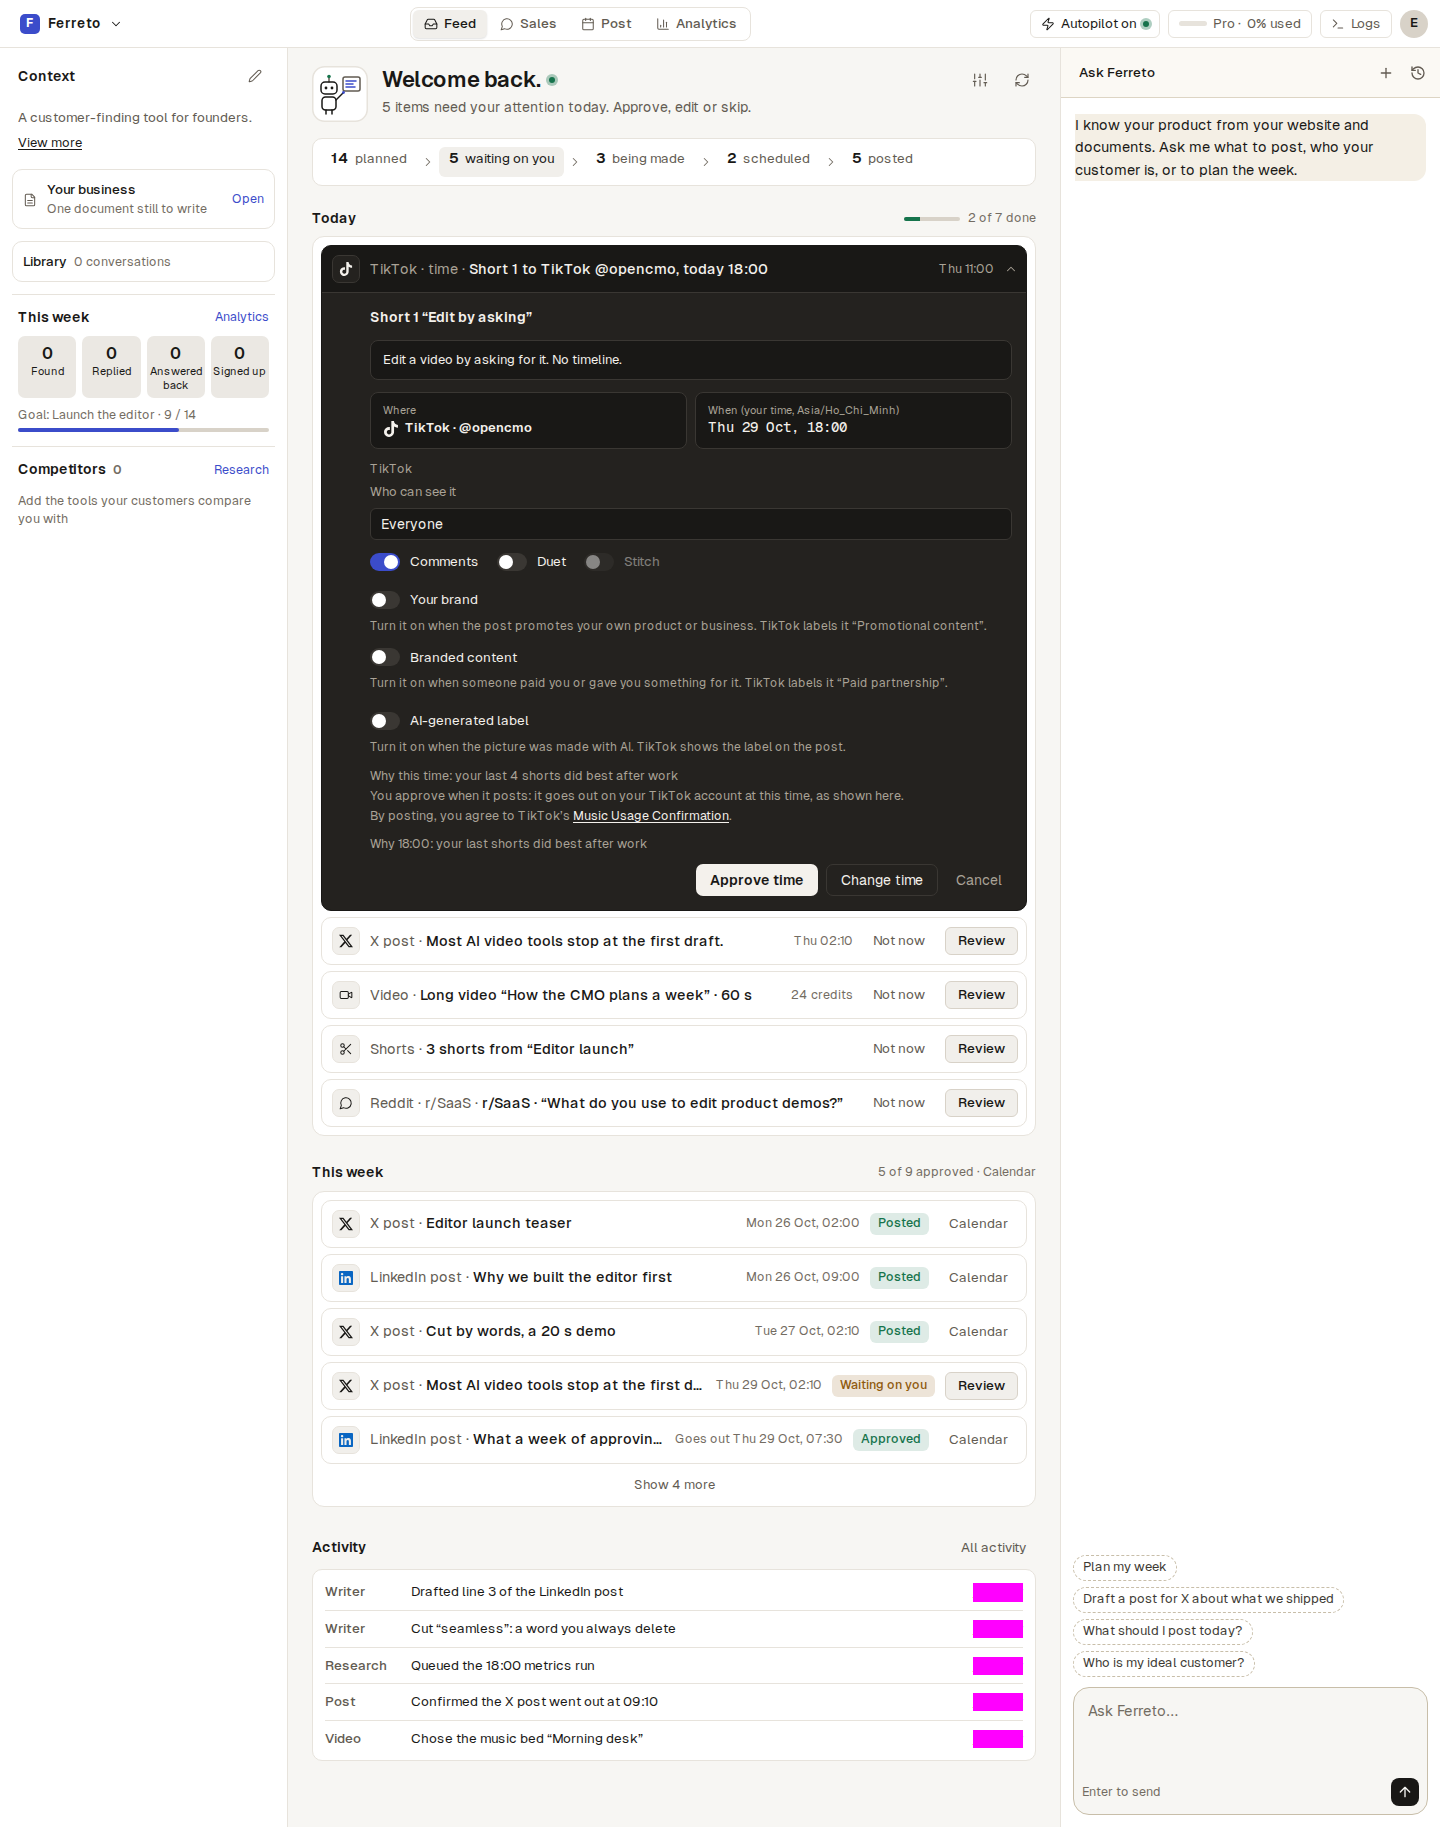 F Ferreto
Feed Sales Post Analytics
Autopilot on
Pro · 0% used
Logs
E
Context
A customer-finding tool for founders.
View more
Your business
One document still to write
Open
Library 0 conversations
This week
Analytics
0 Found
0 Replied
0 Answered back
0 Signed up
Goal: Launch the editor · 9 / 14
Competitors 0
Research
Add the tools your customers compare
you with
Welcome back.
5 items need your attention today. Approve, edit or skip.
14 planned
5 waiting on you
3 being made
2 scheduled
5 posted
Today
2 of 7 done
TikTok · time · Short 1 to TikTok @opencmo, today 18:00
Thu 11:00
Short 1 “Edit by asking”
Edit a video by asking for it. No timeline.
Where
TikTok · @opencmo
When (your time, Asia/Ho_Chi_Minh)
Thu 29 Oct, 18:00
TikTok
Who can see it
Everyone
Comments Duet Stitch
Your brand
Turn it on when the post promotes your own product or business. TikTok labels it “Promotional content”.
Branded content
Turn it on when someone paid you or gave you something for it. TikTok labels it “Paid partnership”.
AI-generated label
Turn it on when the picture was made with AI. TikTok shows the label on the post.
Why this time: your last 4 shorts did best after work
You approve when it posts: it goes out on your TikTok account at this time, as shown here.
By posting, you agree to TikTok's Music Usage Confirmation.
Why 18:00: your last shorts did best after work
Approve time Change time Cancel
X post · Most AI video tools stop at the first draft. Thu 02:10 Not now Review
Video · Long video “How the CMO plans a week” · 60 s 24 credits Not now Review
Shorts · 3 shorts from “Editor launch” Not now Review
Reddit · r/SaaS · r/SaaS · “What do you use to edit product demos?” Not now Review
This week
5 of 9 approved · Calendar
X post · Editor launch teaser Mon 26 Oct, 02:00 Posted Calendar
LinkedIn post · Why we built the editor first Mon 26 Oct, 09:00 Posted Calendar
X post · Cut by words, a 20 s demo Tue 27 Oct, 02:10 Posted Calendar
X post · Most AI video tools stop at the first d... Thu 29 Oct, 02:10 Waiting on you Review
LinkedIn post · What a week of approvin... Goes out Thu 29 Oct, 07:30 Approved Calendar
Show 4 more
Activity
All activity
Writer Drafted line 3 of the LinkedIn post
Writer Cut “seamless”: a word you always delete
Research Queued the 18:00 metrics run
Post Confirmed the X post went out at 09:10
Video Chose the music bed “Morning desk”
Ask Ferreto
I know your product from your website and
documents. Ask me what to post, who your
customer is, or to plan the week.
Plan my week
Draft a post for X about what we shipped
What should I post today?
Who is my ideal customer?
Ask Ferreto...
Enter to send